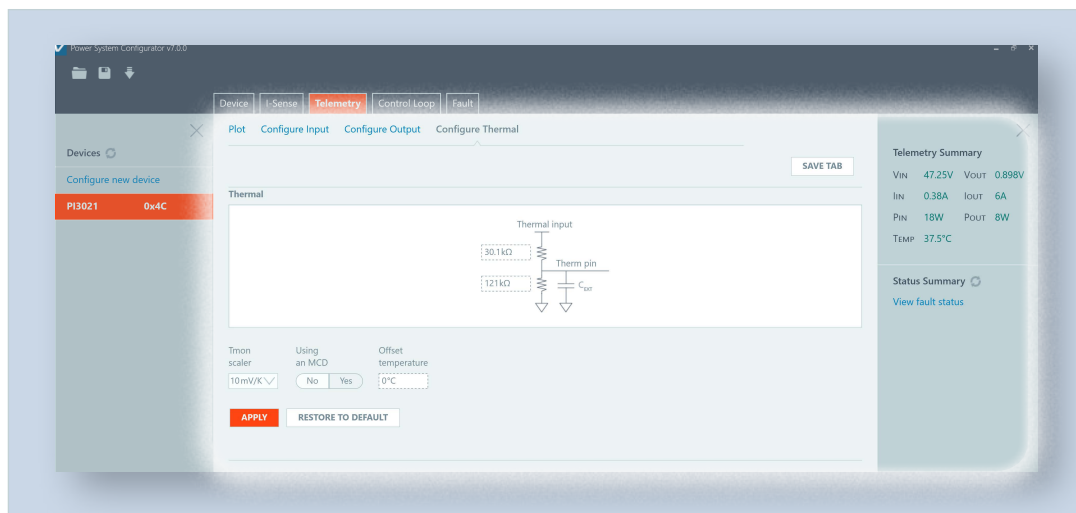 Power System Configurator v7.0.0
Device I-Sense Telemetry Control Loop Fault
Plot Configure Input Configure Output Configure Thermal
Devices
Configure new device
PI3021 0x4C
SAVE TAB
Thermal
Thermal input
30.1kΩ
Therm pin
121kΩ
CEXT
Tmon scaler
10mV/K
Using an MCD
No Yes
Offset temperature
0°C
APPLY RESTORE TO DEFAULT
Telemetry Summary
VIN 47.25V VOUT 0.898V
IIN 0.38A IOUT 6A
PIN 18W POUT 8W
TEMP 37.5°C
Status Summary
View fault status